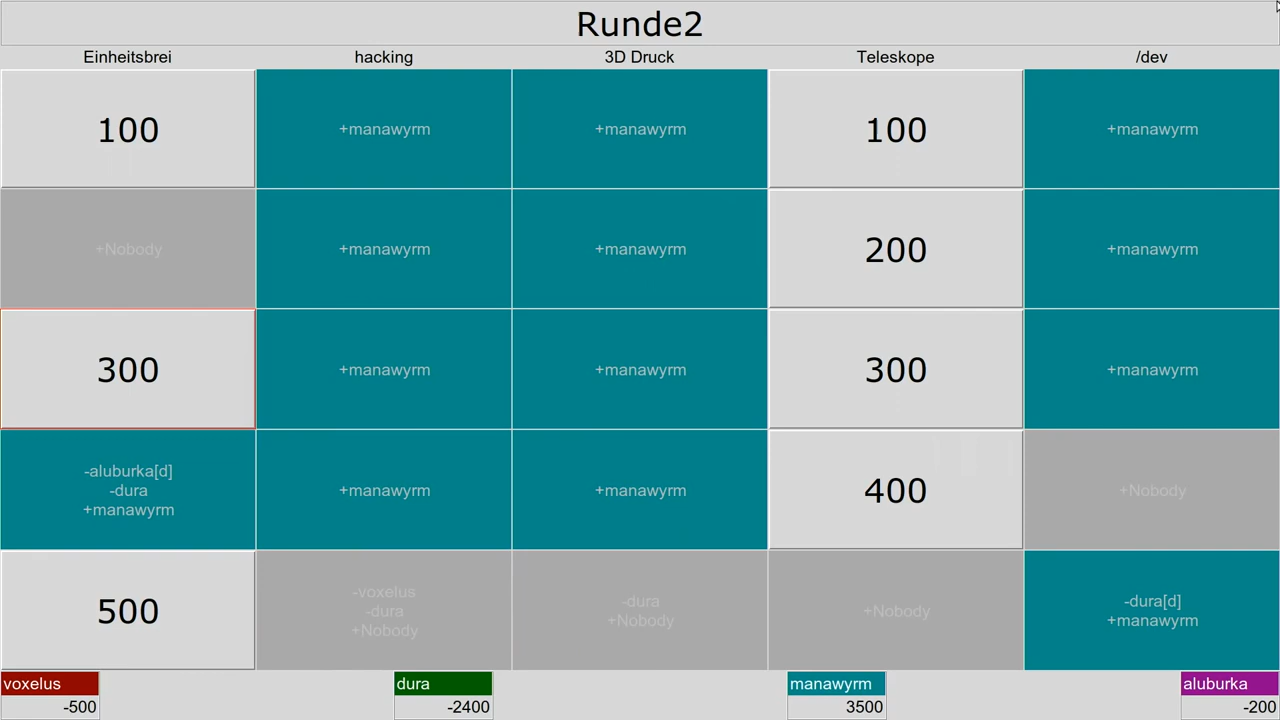 Runde2
Einheitsbrei hacking 3D Druck Teleskope /dev
100 +manawyrm +manawyrm 100 +manawyrm
+Nobody +manawyrm +manawyrm 200 +manawyrm
300 +manawyrm +manawyrm 300 +manawyrm
-aluburka[d]
-dura
+manawyrm
+manawyrm +manawyrm 400 +Nobody
500
-voxelus
-dura
+Nobody
-dura
+Nobody
+Nobody
-dura[d]
+manawyrm
voxelus dura manawyrm aluburka
-500 -2400 3500 -200